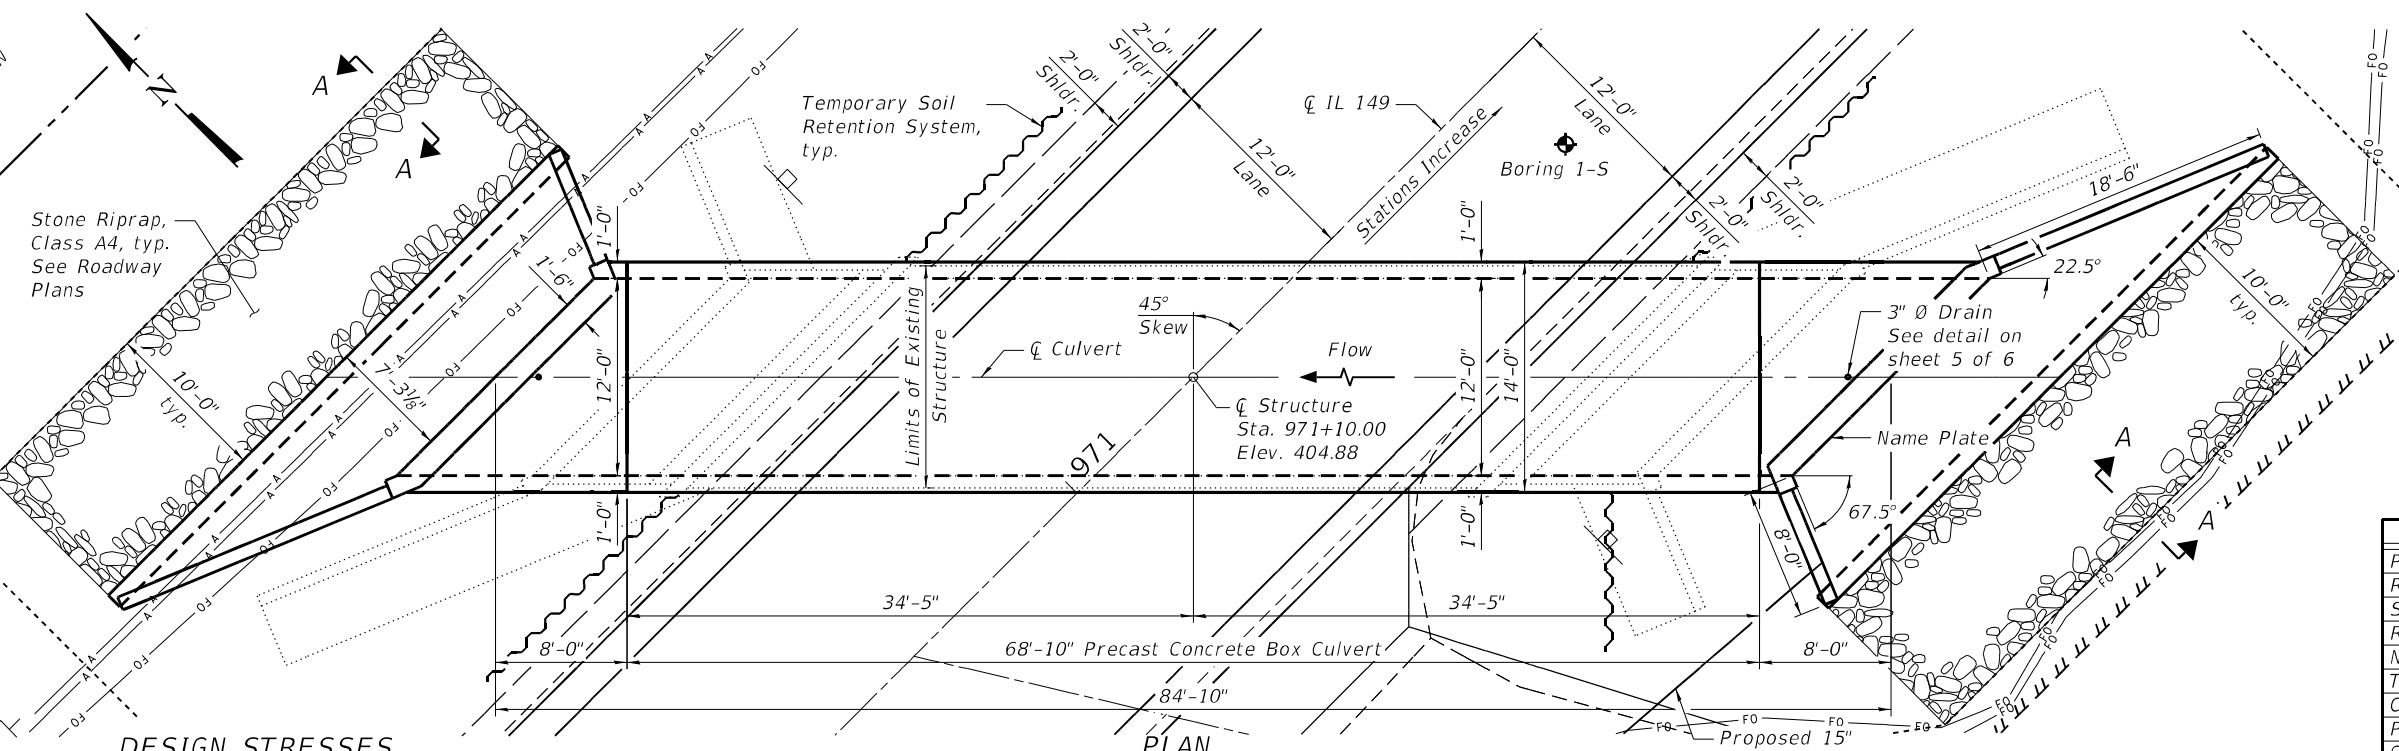 N
A
A
Stone Riprap,
Class A4, typ.
See Roadway
Plans
10'-0"
typ.
7'-3⅛"
1'-6"
1'-0"
12'-0"
1'-0"
Temporary Soil
Retention System,
typ.
2'-0"
Shldr.
2'-0"
Shldr.
12'-0"
Lane
℄ IL 149
Stations Increase
12'-0"
Lane
Boring 1-S
2'-0"
Shldr.
2'-0"
Shldr.
1'-0"
Limits of Existing
Structure
℄ Culvert
45°
Skew
Flow
℄ Structure
Sta. 971+10.00
Elev. 404.88
971
12'-0"
14'-0"
1'-0"
18'-6"
22.5°
3" Ø Drain
See detail on
sheet 5 of 6
10'-0"
typ.
Name Plate
67.5°
8'-0"
A
A
34'-5"
34'-5"
8'-0"
68'-10" Precast Concrete Box Culvert
8'-0"
84'-10"
Proposed 15"
DESIGN STRESSES
PLAN